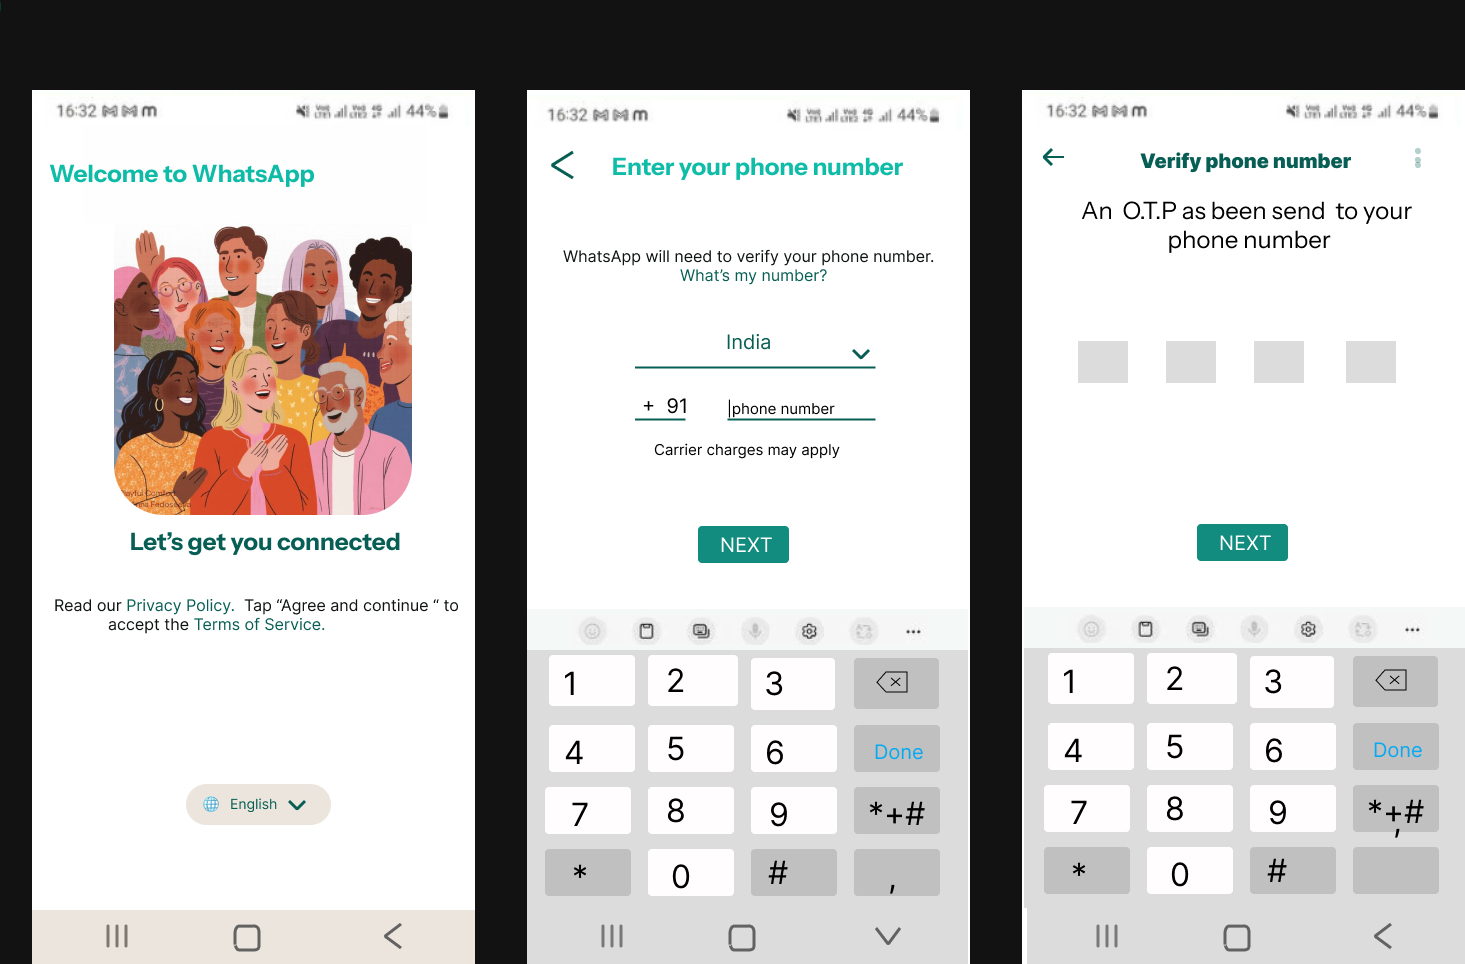 16:32 m 44%
Welcome to WhatsApp
Let's get you connected
Read our Privacy Policy. Tap “Agree and continue “ to
accept the Terms of Service.
English
16:32 m 44%
Enter your phone number
WhatsApp will need to verify your phone number.
What's my number?
India
+ 91 phone number
Carrier charges may apply
NEXT
1 2 3
4 5 6 Done
7 8 9 *+#
* 0 # ,
16:32 m 44%
Verify phone number
An O.T.P as been send to your
phone number
NEXT
1 2 3
4 5 6 Done
7 8 9 *+#
,
* 0 #